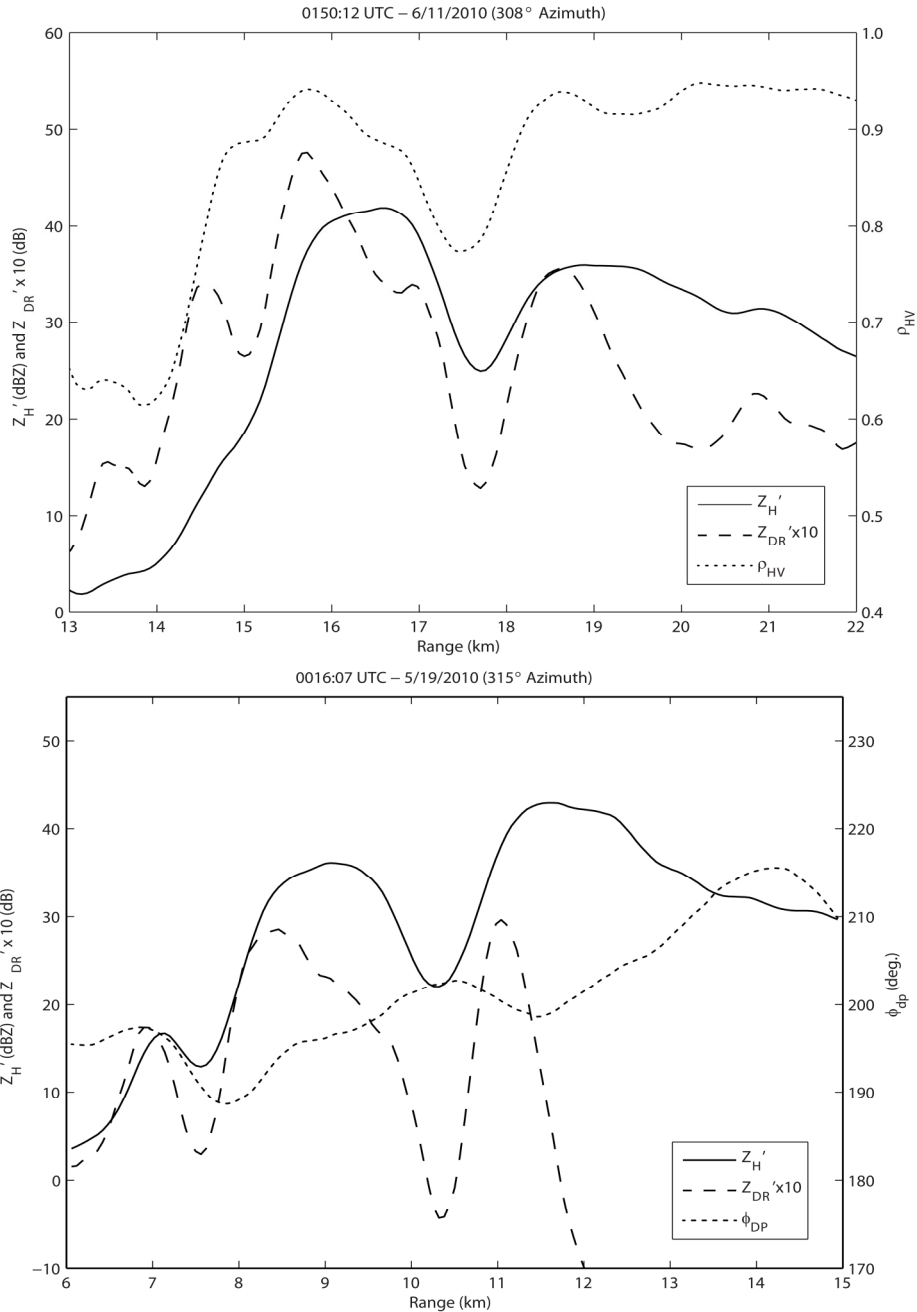 0150:12 UTC – 6/11/2010 (308° Azimuth)
60
50
40
30
20
10
0
Z_H' (dBZ) and Z_DR' x 10 (dB)
1.0
0.9
0.8
0.7
0.6
0.5
0.4
ρ_HV
Z_H'
Z_DR'x10
ρ_HV
13 14 15 16 17 18 19 20 21 22
Range (km)
0016:07 UTC – 5/19/2010 (315° Azimuth)
50
40
30
20
10
0
−10
Z_H' (dBZ) and Z_DR' x 10 (dB)
230
220
210
200
190
180
170
ϕ_dp (deg.)
Z_H'
Z_DR'x10
ϕ_DP
6 7 8 9 10 11 12 13 14 15
Range (km)